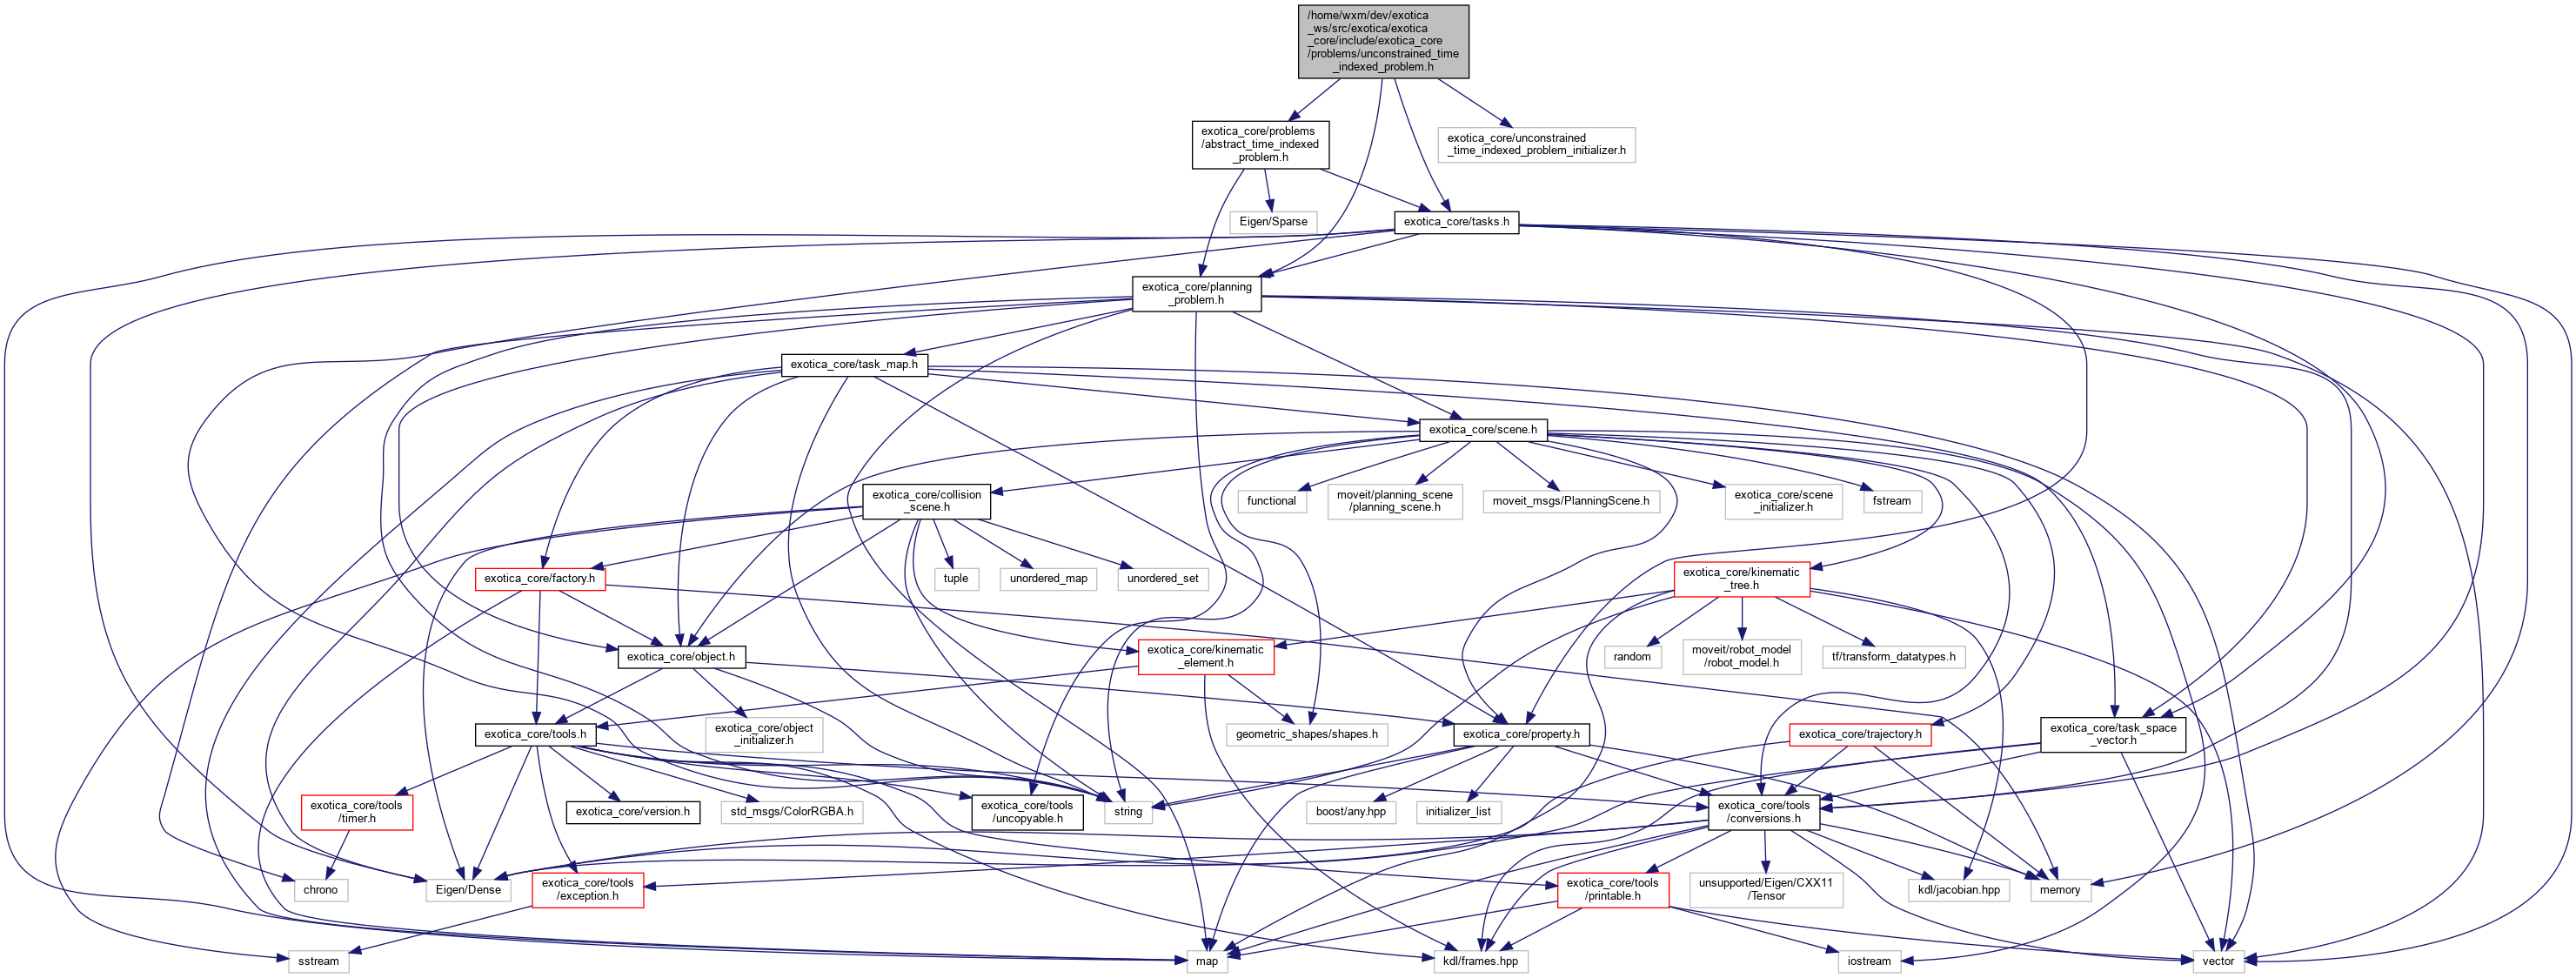 /home/wxm/dev/exotica
_ws/src/exotica/exotica
_core/include/exotica_core
/problems/unconstrained_time
_indexed_problem.h
exotica_core/problems
/abstract_time_indexed
_problem.h
exotica_core/unconstrained
_time_indexed_problem_initializer.h
Eigen/Sparse
exotica_core/tasks.h
exotica_core/planning
_problem.h
exotica_core/task_map.h
exotica_core/scene.h
exotica_core/collision
_scene.h
functional
moveit/planning_scene
/planning_scene.h
moveit_msgs/PlanningScene.h
exotica_core/scene
_initializer.h
fstream
exotica_core/factory.h
tuple
unordered_map
unordered_set
exotica_core/kinematic
_tree.h
exotica_core/object.h
exotica_core/kinematic
_element.h
random
moveit/robot_model
/robot_model.h
tf/transform_datatypes.h
exotica_core/tools.h
exotica_core/object
_initializer.h
geometric_shapes/shapes.h
exotica_core/property.h
exotica_core/trajectory.h
exotica_core/task_space
_vector.h
exotica_core/tools
/timer.h
exotica_core/version.h
std_msgs/ColorRGBA.h
exotica_core/tools
/uncopyable.h
string
boost/any.hpp
initializer_list
exotica_core/tools
/conversions.h
chrono
Eigen/Dense
exotica_core/tools
/exception.h
exotica_core/tools
/printable.h
unsupported/Eigen/CXX11
/Tensor
kdl/jacobian.hpp
memory
sstream
map
kdl/frames.hpp
iostream
vector